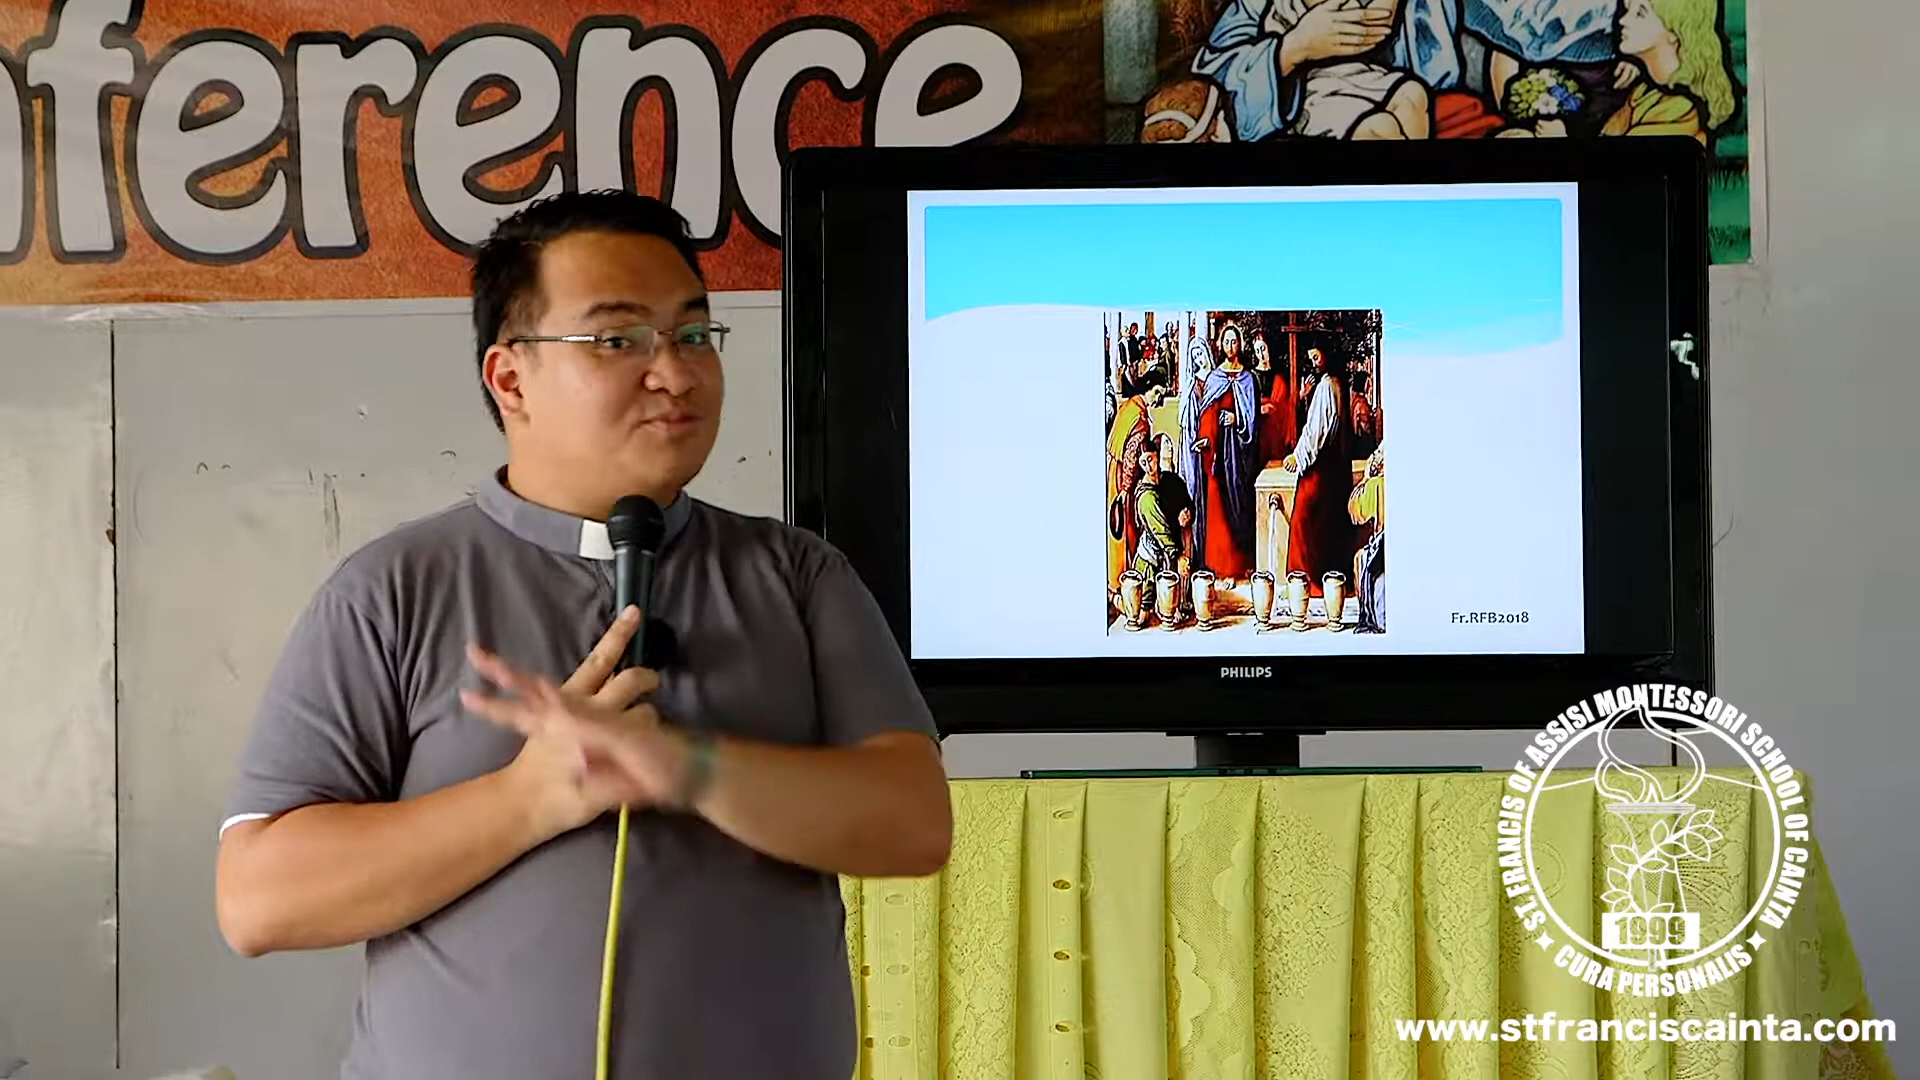 nference
Fr.RFB2018
PHILIPS
ST. FRANCIS OF ASSISI MONTESSORI SCHOOL OF CAINTA
1999
CURA PERSONALIS
www.stfranciscainta.com